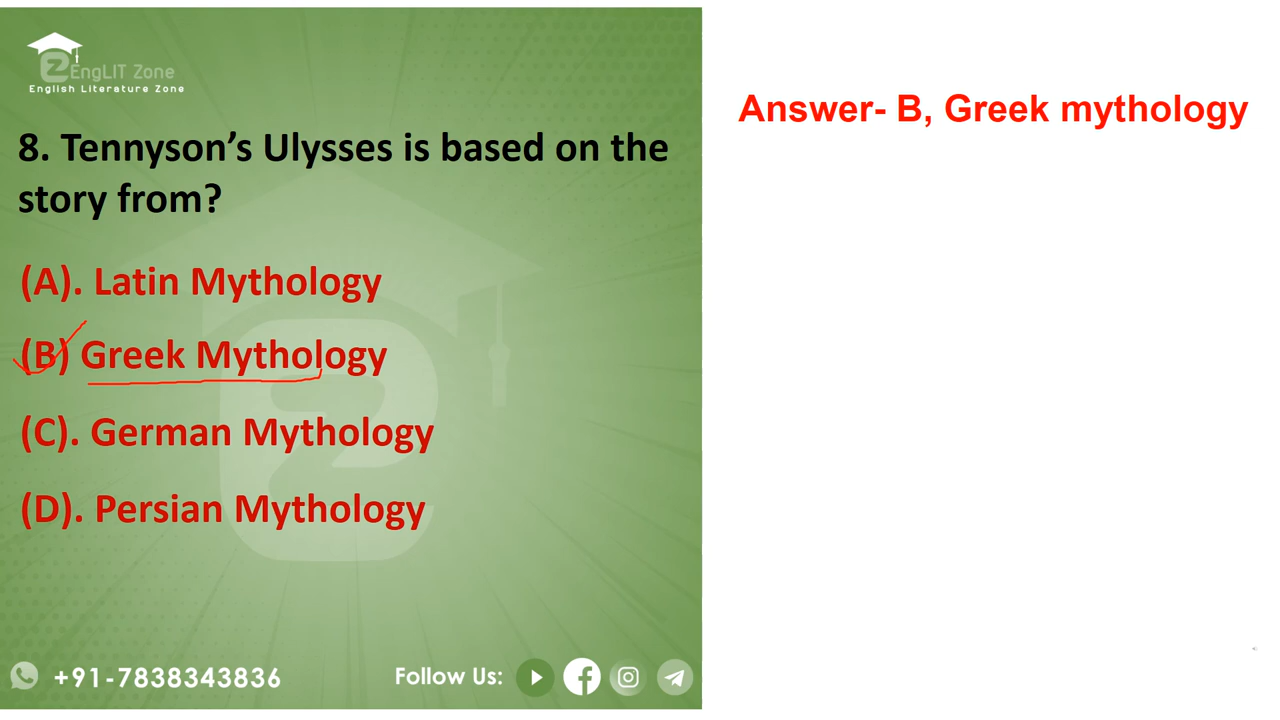 EngLIT Zone
English Literature Zone
8. Tennyson’s Ulysses is based on the
story from?
(A). Latin Mythology
(B) Greek Mythology
(C). German Mythology
(D). Persian Mythology
+91-7838343836
Follow Us:
Answer- B, Greek mythology